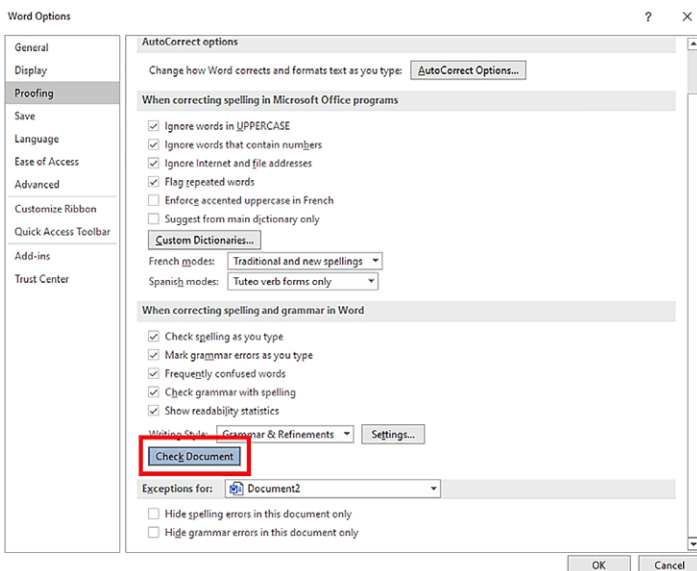 Word Options
?
General
Display
Proofing
Save
Language
Ease of Access
Advanced
Customize Ribbon
Quick Access Toolbar
Add-ins
Trust Center
AutoCorrect options
Change how Word corrects and formats text as you type: AutoCorrect Options...
When correcting spelling in Microsoft Office programs
Ignore words in UPPERCASE
Ignore words that contain numbers
Ignore Internet and file addresses
Flag repeated words
Enforce accented uppercase in French
Suggest from main dictionary only
Custom Dictionaries...
French modes: Traditional and new spellings
Spanish modes: Tuteo verb forms only
When correcting spelling and grammar in Word
Check spelling as you type
Mark grammar errors as you type
Frequently confused words
Check grammar with spelling
Show readability statistics
Writing Style: Grammar & Refinements Settings...
Check Document
Exceptions for: Document2
Hide spelling errors in this document only
Hide grammar errors in this document only
OK Cancel